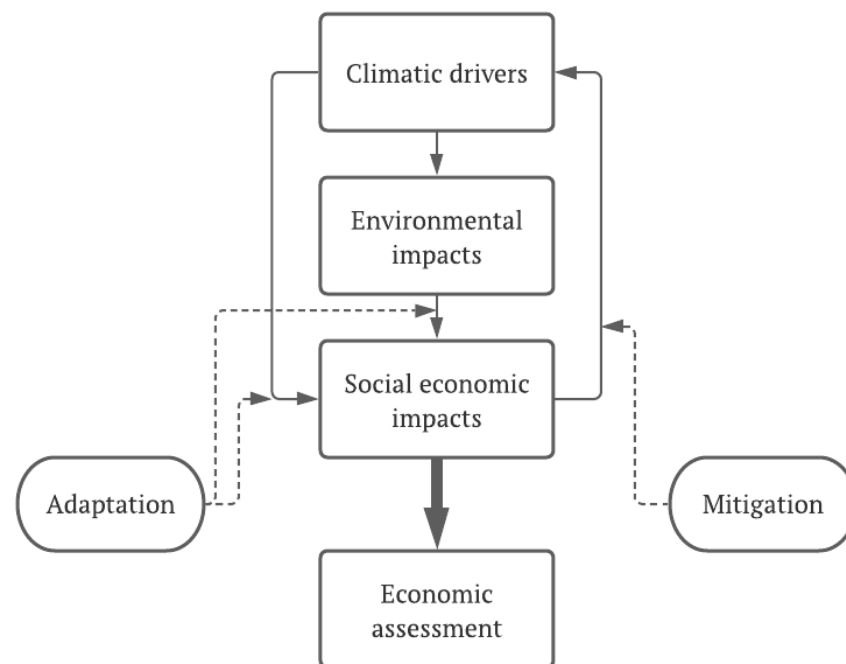 Climatic drivers
Environmental
impacts
Social economic
impacts
Adaptation
Mitigation
Economic
assessment